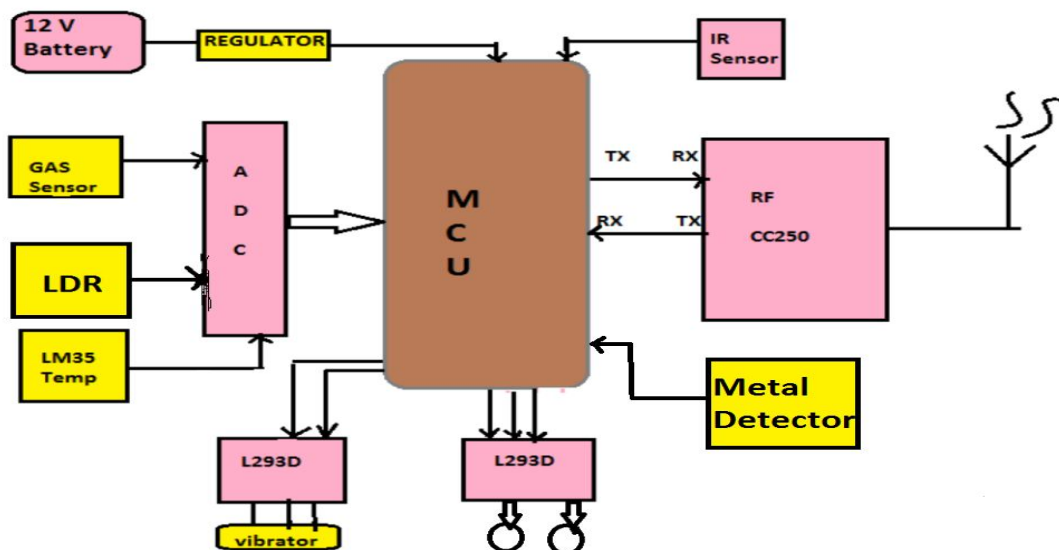 12 V
Battery
REGULATOR
IR
Sensor
GAS
Sensor
A
D
C
M
C
U
TX RX
RX TX
RF
CC250
LDR
LM35
Temp
Metal
Detector
L293D
L293D
vibrator